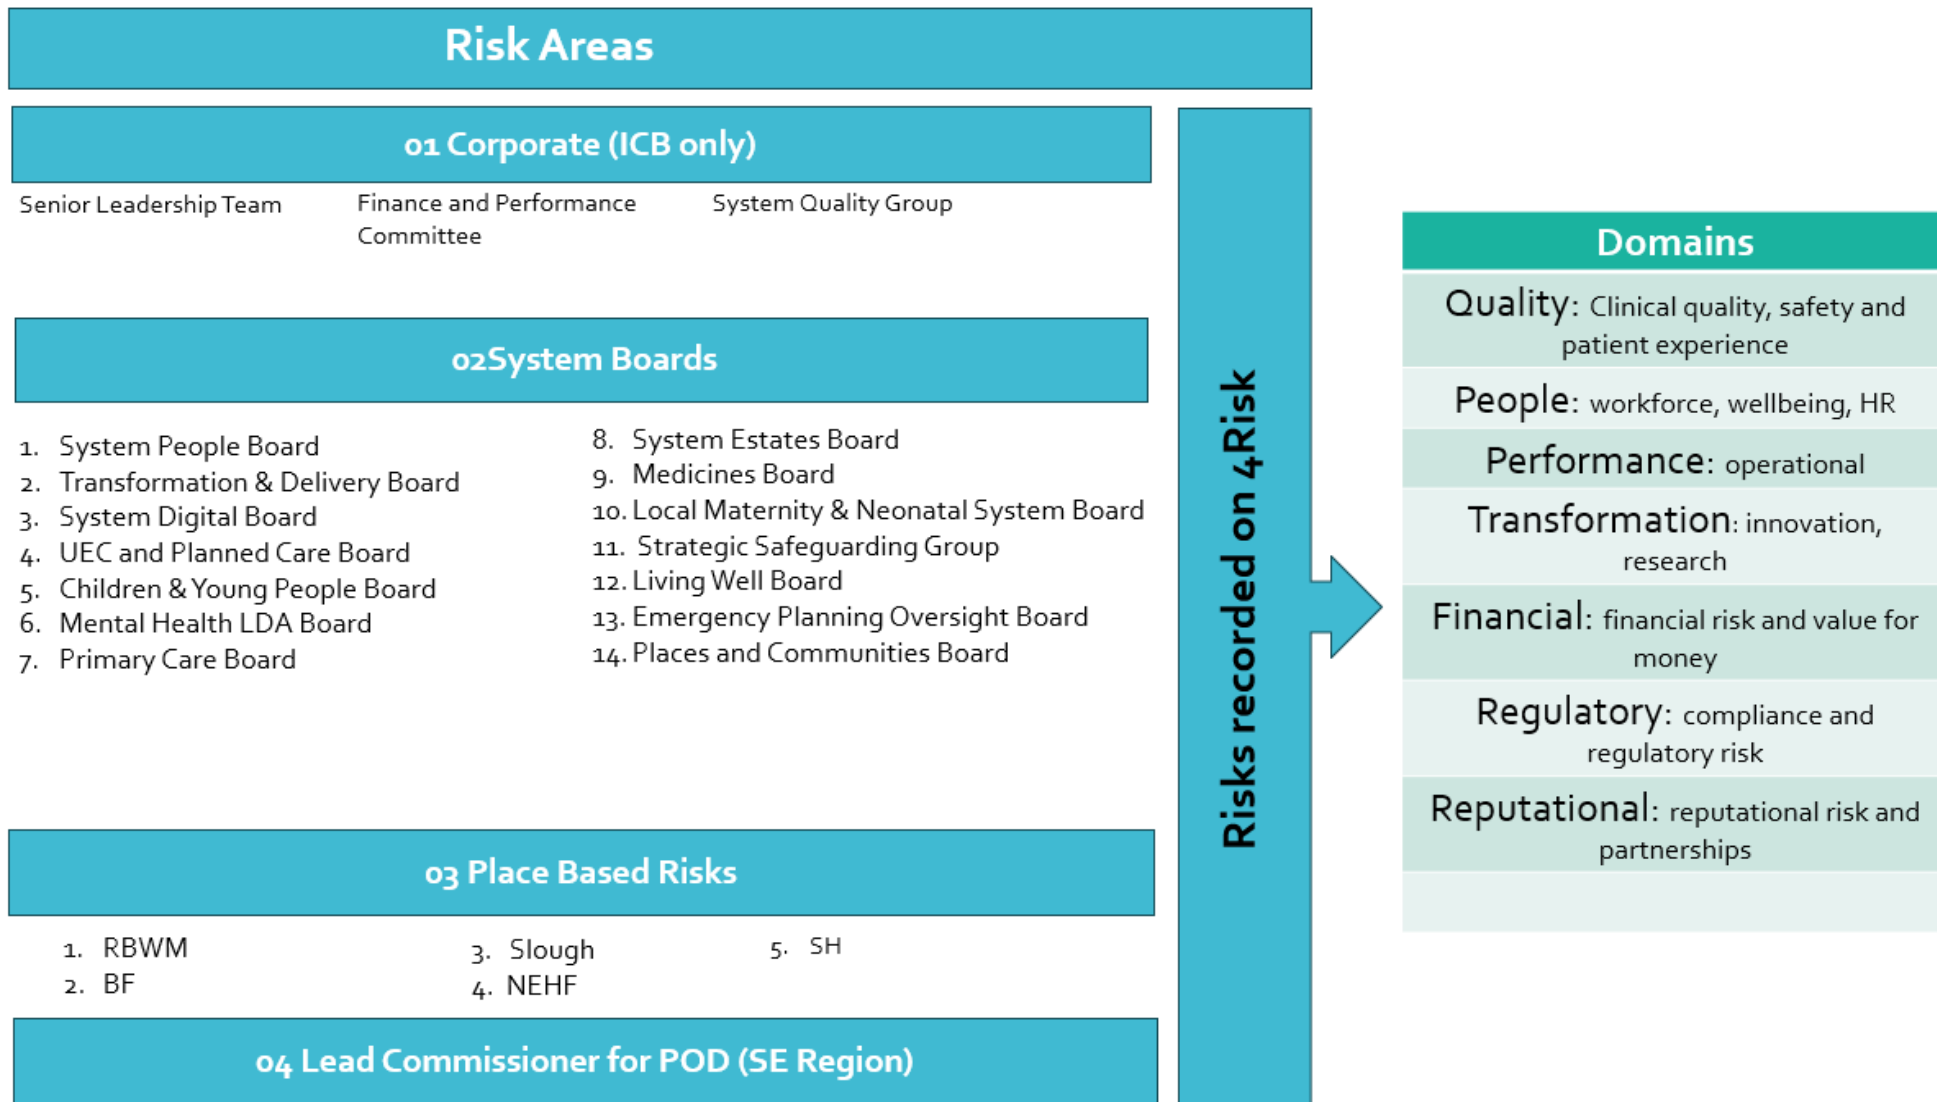 Risk Areas
01 Corporate (ICB only)
Senior Leadership Team
Finance and Performance
Committee
System Quality Group
02System Boards
1. System People Board
2. Transformation & Delivery Board
3. System Digital Board
4. UEC and Planned Care Board
5. Children & Young People Board
6. Mental Health LDA Board
7. Primary Care Board
8. System Estates Board
9. Medicines Board
10. Local Maternity & Neonatal System Board
11. Strategic Safeguarding Group
12. Living Well Board
13. Emergency Planning Oversight Board
14. Places and Communities Board
03 Place Based Risks
1. RBWM
2. BF
3. Slough
4. NEHF
5. SH
04 Lead Commissioner for POD (SE Region)
Risks recorded on 4Risk
Domains
Quality: Clinical quality, safety and
patient experience
People: workforce, wellbeing, HR
Performance: operational
Transformation: innovation,
research
Financial: financial risk and value for
money
Regulatory: compliance and
regulatory risk
Reputational: reputational risk and
partnerships